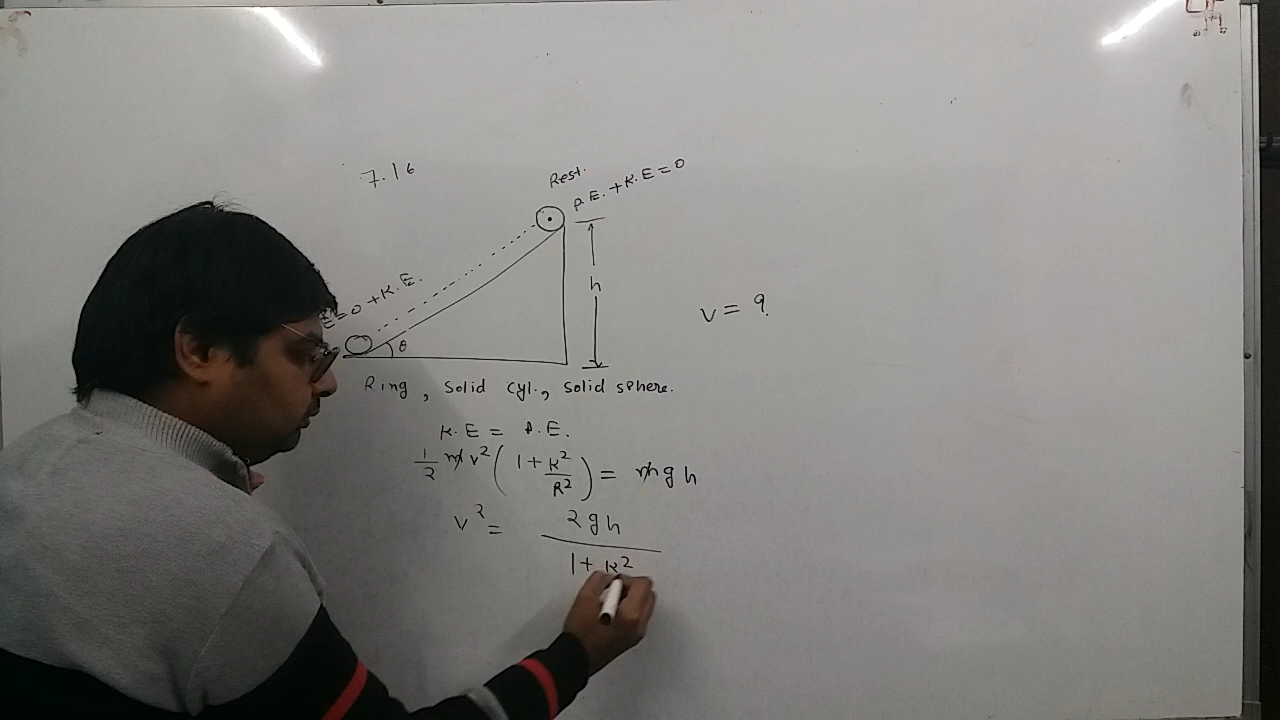 7.16
Rest.
P.E. + K.E = 0
E = 0 + K.E.
h
v = ?
θ
Ring, solid cyl., solid sphere.
K.E = P.E.
1/2 mv² (1 + K²/R²) = mgh
v² = 2gh / 1 + K²